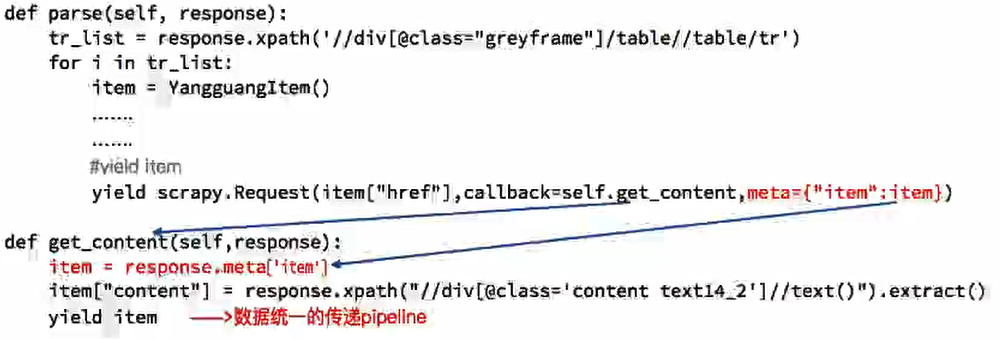 def parse(self, response):
    tr_list = response.xpath('//div[@class="greyframe"]/table//table/tr')
    for i in tr_list:
        item = YangguangItem()
        .......
        .......
        #yield item
        yield scrapy.Request(item["href"],callback=self.get_content,meta={"item":item})
def get_content(self,response):
    item = response.meta['item']
    item["content"] = response.xpath("//div[@class='content text14_2']//text()").extract()
    yield item 数据统一的传递pipeline